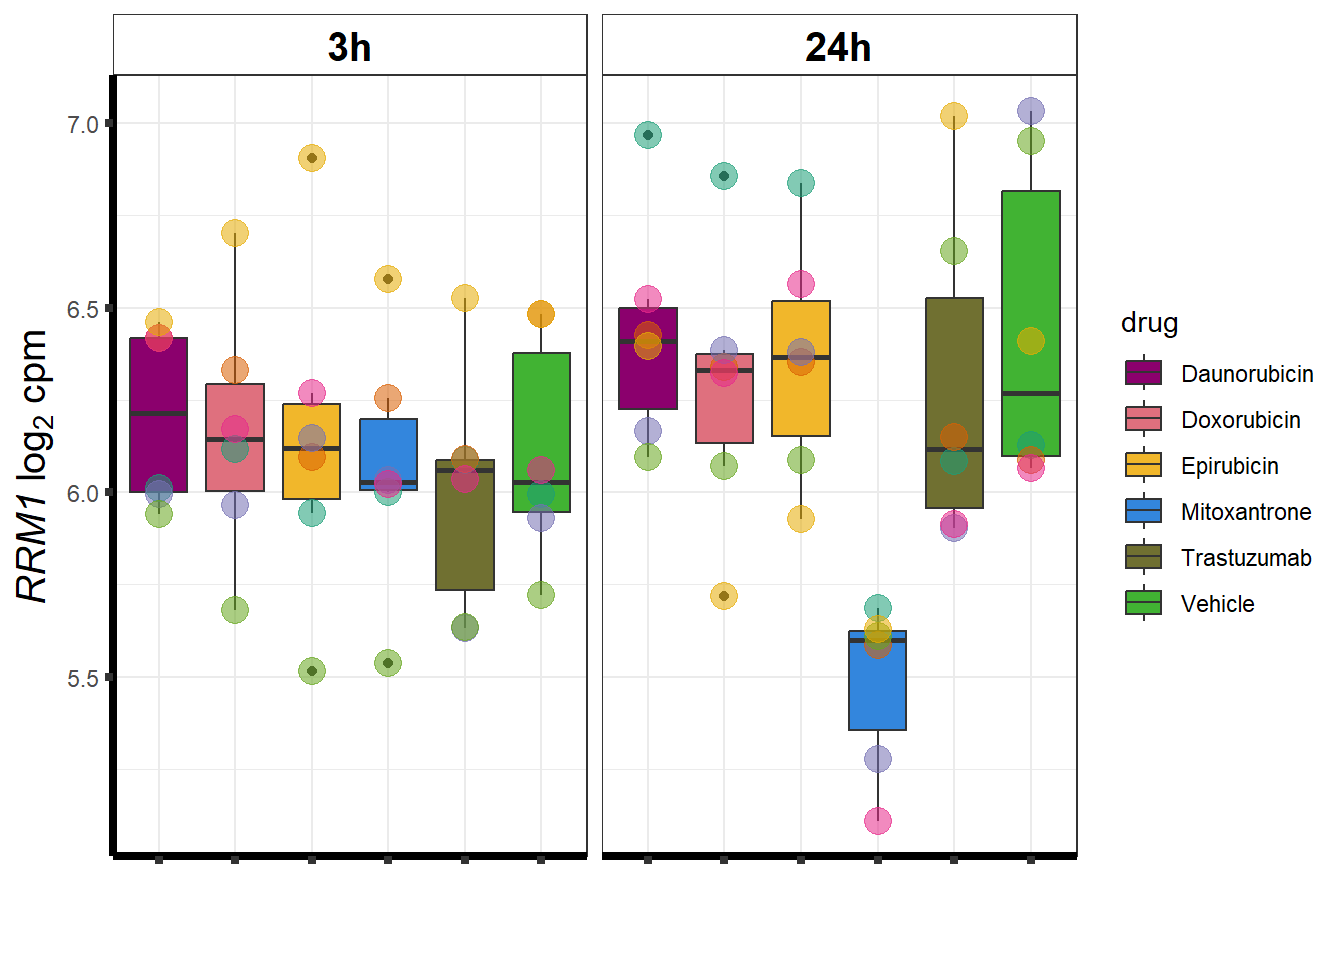 3h
24h
RRM1 log2 cpm
7.0
6.5
6.0
5.5
drug
Daunorubicin
Doxorubicin
Epirubicin
Mitoxantrone
Trastuzumab
Vehicle